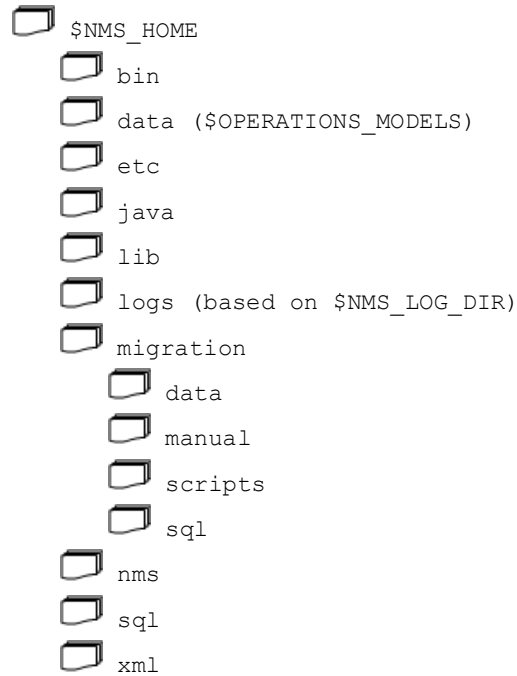 $NMS_HOME
bin
data ($OPERATIONS_MODELS)
etc
java
lib
logs (based on $NMS_LOG_DIR)
migration
data
manual
scripts
sql
nms
sql
xml